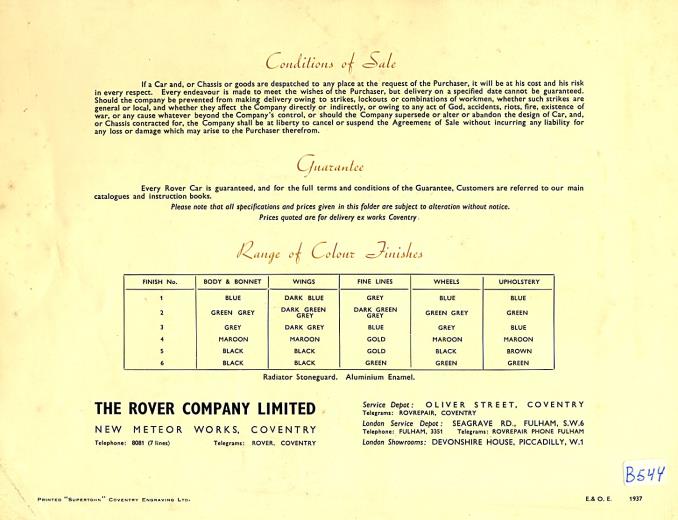 Conditions of Sale
If a Car and, or Chassis or goods are despatched to any place at the request of the Purchaser, it will be at his cost and his risk
in every respect. Every endeavour is made to meet the wishes of the Purchaser, but delivery on a specified date cannot be guaranteed.
Should the company be prevented from making delivery owing to strikes, lockouts or combinations of workmen, whether such strikes are
general or local, and whether they affect the Company directly or indirectly, or owing to any act of God, accidents, riots, fire, existence of
war, or any cause whatever beyond the Company's control, or should the Company supersede or alter or abandon the design of Car, and,
or Chassis contracted for, the Company shall be at liberty to cancel or suspend the Agreement of Sale without incurring any liability for
any loss or damage which may arise to the Purchaser therefrom.
Guarantee
Every Rover Car is guaranteed, and for the full terms and conditions of the Guarantee, Customers are referred to our main
catalogues and instruction books.
Please note that all specifications and prices given in this folder are subject to alteration without notice.
Prices quoted are for delivery ex works Coventry.
Range of Colour Finishes
FINISH No. BODY & BONNET WINGS FINE LINES WHEELS UPHOLSTERY
1 BLUE DARK BLUE GREY BLUE BLUE
2 GREEN GREY DARK GREEN GREY DARK GREEN GREY GREEN GREY GREEN
3 GREY DARK GREY BLUE GREY BLUE
4 MAROON MAROON GOLD MAROON MAROON
5 BLACK BLACK GOLD BLACK BROWN
6 BLACK BLACK GREEN GREEN GREEN
Radiator Stoneguard. Aluminium Enamel.
THE ROVER COMPANY LIMITED
NEW METEOR WORKS, COVENTRY
Telephone: 8081 (7 lines) Telegrams: ROVER, COVENTRY
Service Depot: OLIVER STREET, COVENTRY
Telegrams: ROVREPAIR, COVENTRY
London Service Depot: SEAGRAVE RD., FULHAM, S.W.6
Telephone: FULHAM, 3351 Telegrams: ROVREPAIR PHONE FULHAM
London Showrooms: DEVONSHIRE HOUSE, PICCADILLY, W.1
B544
PRINTED "SUPERTOHN" COVENTRY ENGRAVING LTD.
E. & O. E. 1937